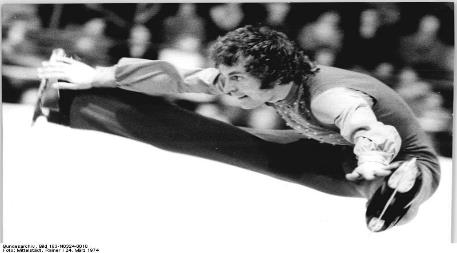 Bundesarchiv, Bild 183-N0324-0010
Foto: Mittelstädt, Rainer | 24. März 1974